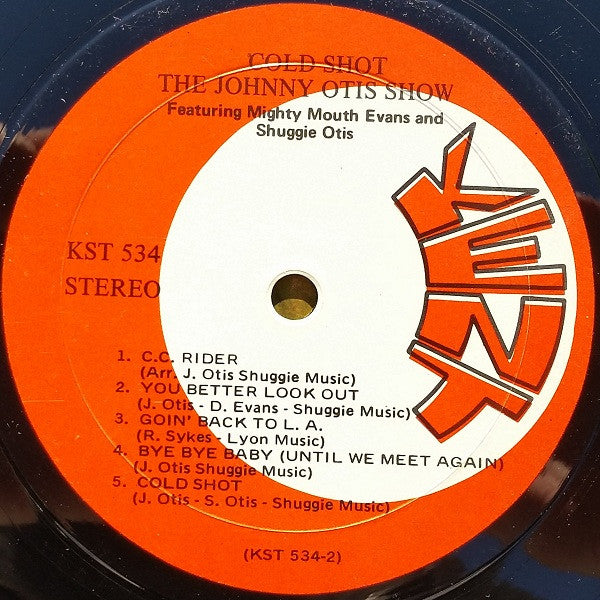 COLD SHOT
THE JOHNNY OTIS SHOW
Featuring Mighty Mouth Evans and
Shuggie Otis
KENT
KST 534
STEREO
1. C.C. RIDER
(Arr. J. Otis Shuggie Music)
2. YOU BETTER LOOK OUT
(J. Otis - D. Evans - Shuggie Music)
3. GOIN' BACK TO L. A.
(R. Sykes - Lyon Music)
4. BYE BYE BABY (UNTIL WE MEET AGAIN)
(J. Otis Shuggie Music)
5. COLD SHOT
(J. Otis - S. Otis - Shuggie Music)
(KST 534-2)